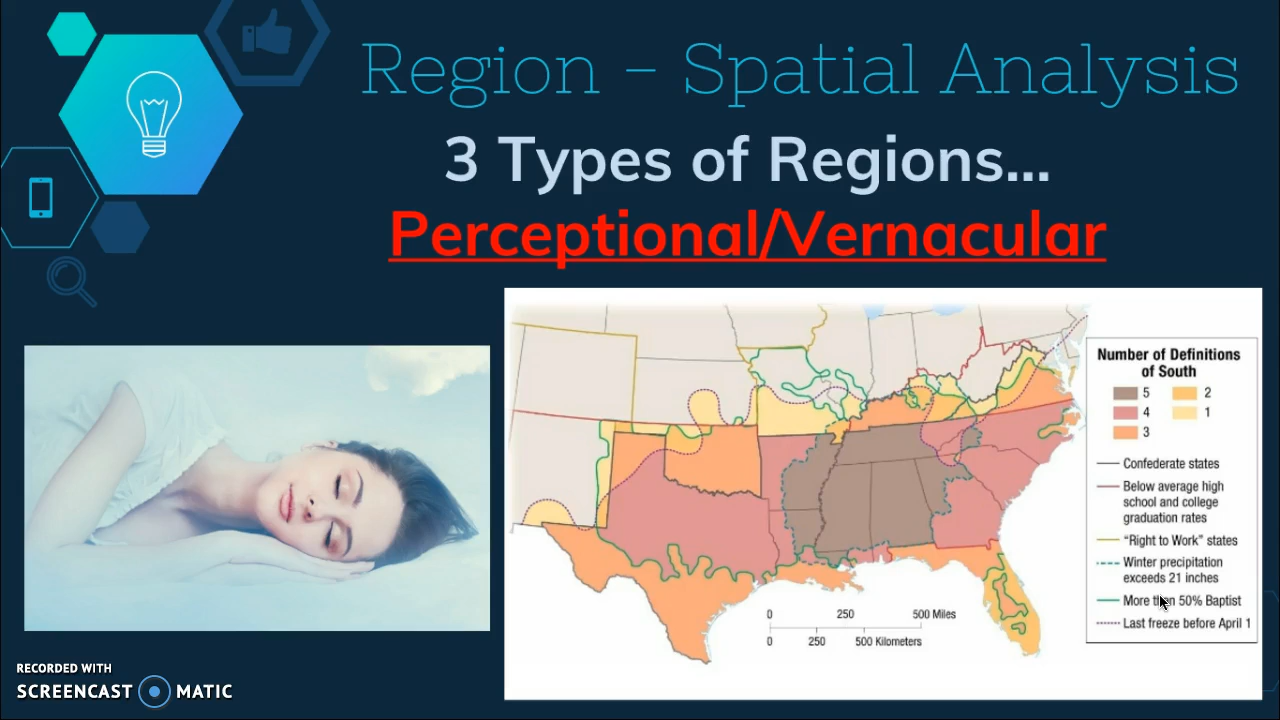 Region – Spatial Analysis
3 Types of Regions...
Perceptional/Vernacular
Number of Definitions
of South
5 2
4 1
3
Confederate states
Below average high
school and college
graduation rates
"Right to Work" states
Winter precipitation
exceeds 21 inches
More than 50% Baptist
Last freeze before April 1
0 250 500 Miles
0 250 500 Kilometers
RECORDED WITH
SCREENCAST MATIC